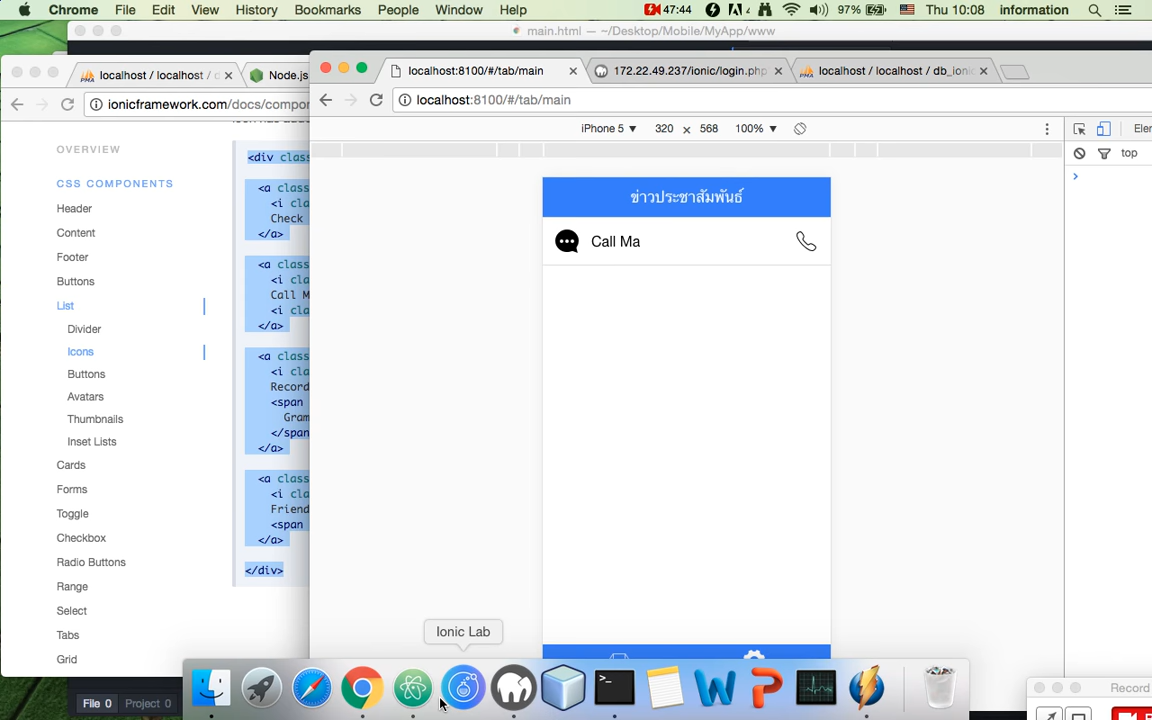 Chrome File Edit View History Bookmarks People Window Help 47:44 4 97% Thu 10:08 information
main.html — ~/Desktop/Mobile/MyApp/www
localhost / localhost / d
Node.js
localhost:8100/#/tab/main
172.22.49.237/ionic/login.php
localhost / localhost / db_ionic
ionicframework.com/docs/compo
localhost:8100/#/tab/main
iPhone 5 320 × 568 100%
Ele
top
OVERVIEW
CSS COMPONENTS
Header
Content
Footer
Buttons
List
Divider
Icons
Buttons
Avatars
Thumbnails
Inset Lists
Cards
Forms
Toggle
Checkbox
Radio Buttons
Range
Select
Tabs
Grid
<div class
<a class
<i cla
Check
</a>
<a class
<i cla
Call M
<i cla
</a>
<a class
<i cla
Record
<span
Gram
</span
</a>
<a class
<i cla
Friend
<span
</a>
</div>
ข่าวประชาสัมพันธ์
Call Ma
Ionic Lab
File 0 Project 0
Record